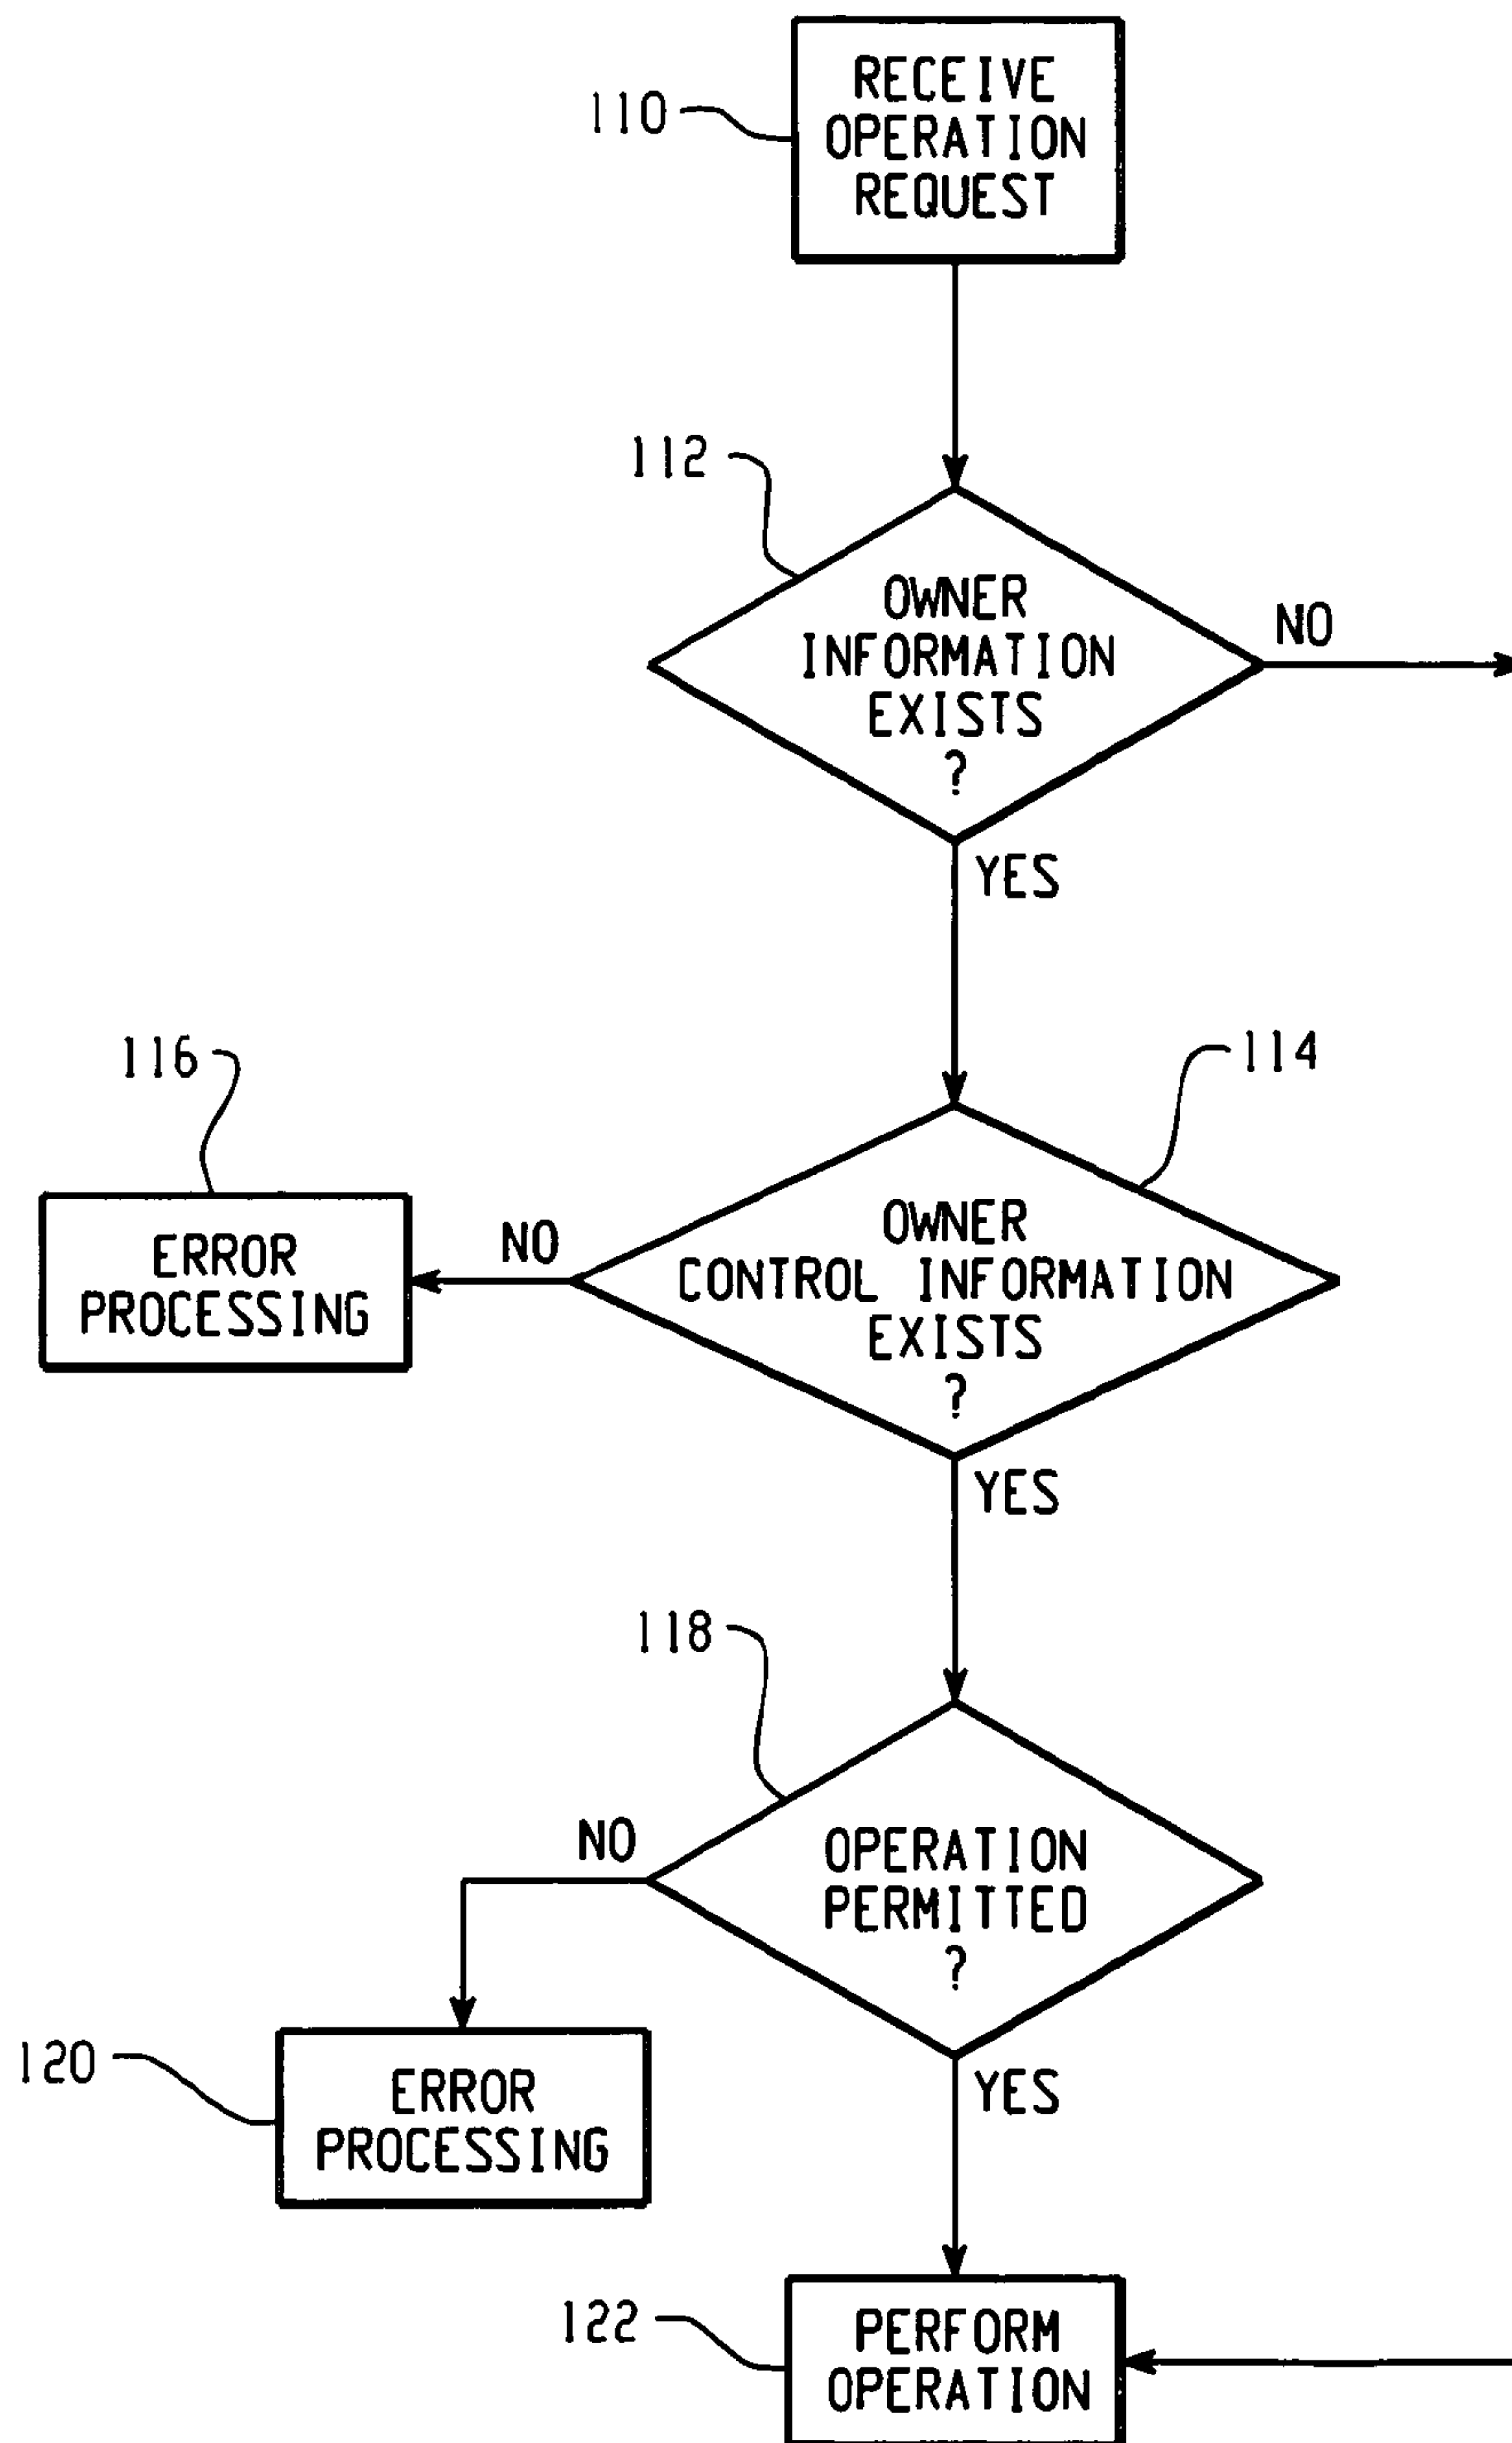 RECEIVE
OPERATION
REQUEST
110
112
OWNER
INFORMATION
EXISTS
?
NO
YES
116
114
ERROR
PROCESSING
NO
OWNER
CONTROL INFORMATION
EXISTS
?
YES
118
NO
OPERATION
PERMITTED
?
120
ERROR
PROCESSING
YES
122
PERFORM
OPERATION